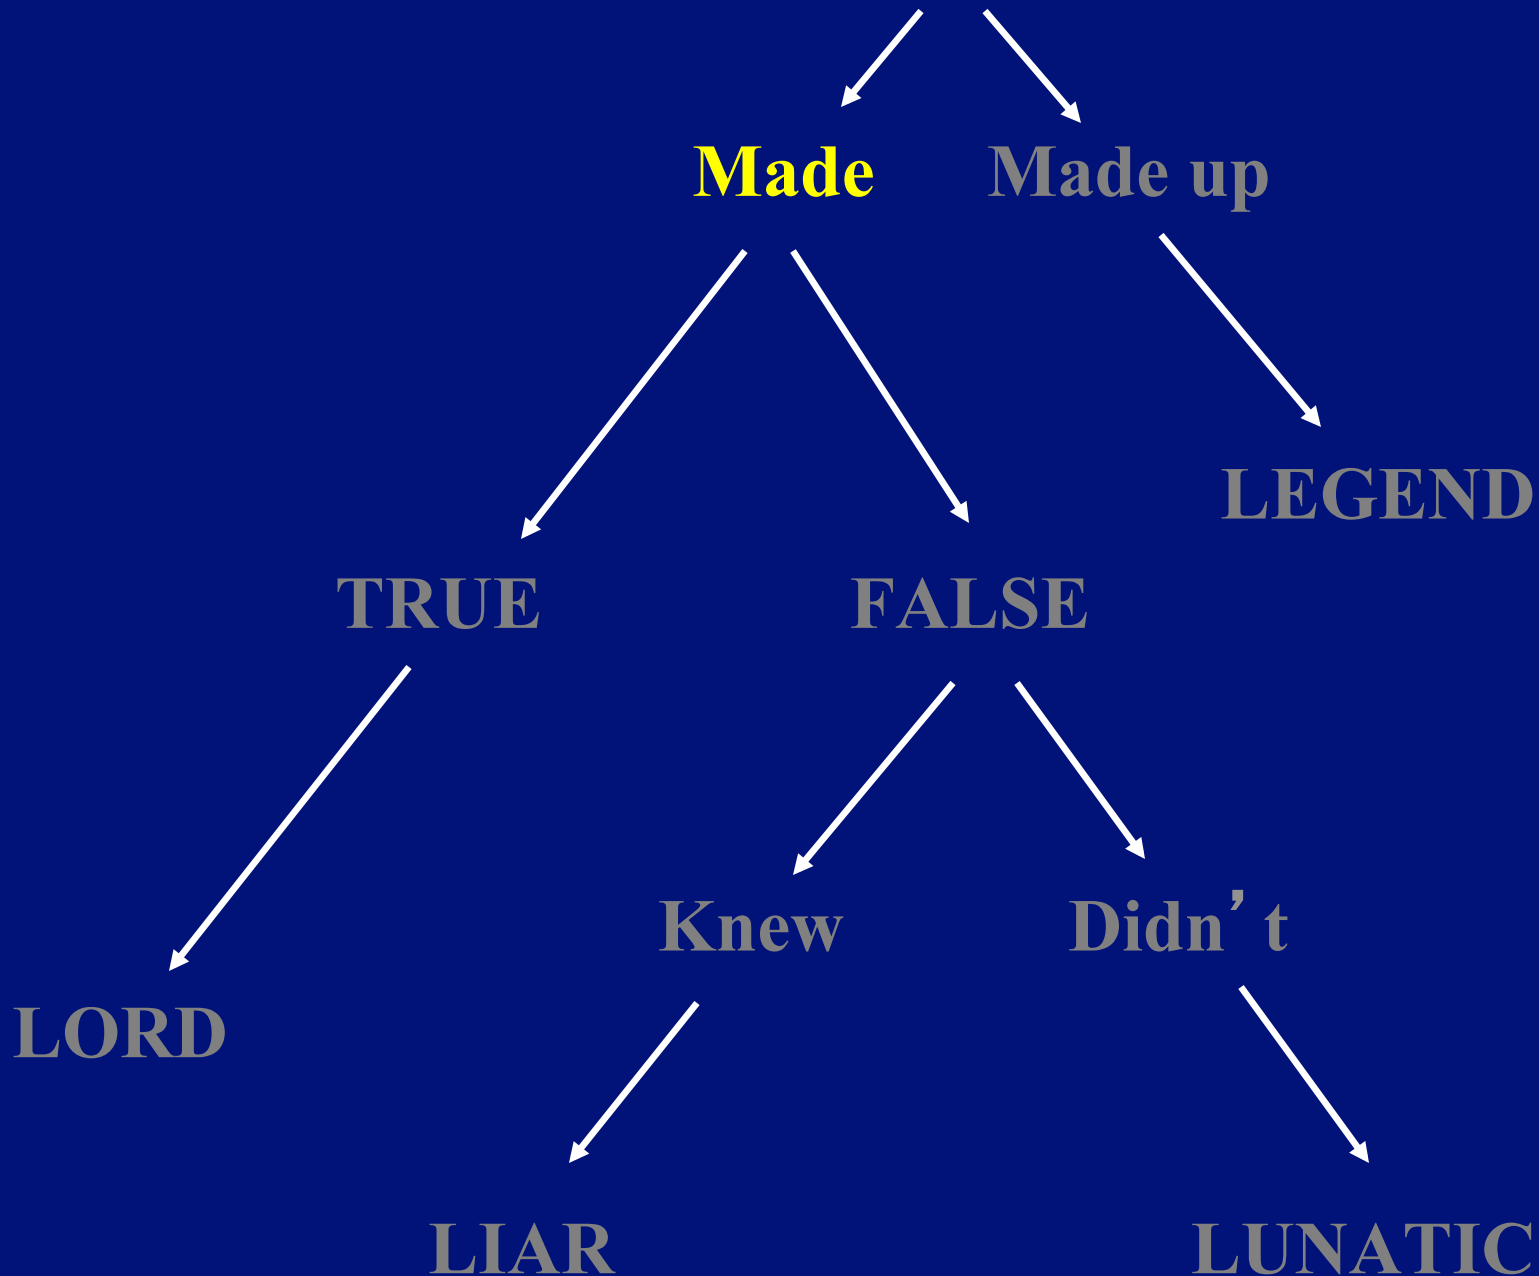 Made Made up
LEGEND
TRUE FALSE
Knew Didn’t
LORD
LIAR LUNATIC